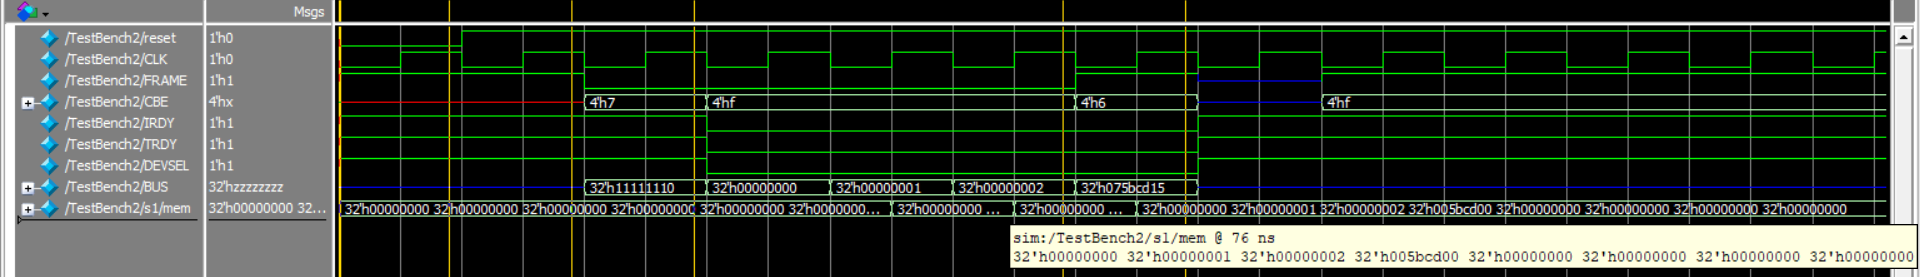 Msgs
/TestBench2/reset 1'h0
/TestBench2/CLK 1'h0
/TestBench2/FRAME 1'h1
/TestBench2/CBE 4'hx 4'h7 4'hf 4'h6 4'hf
/TestBench2/IRDY 1'h1
/TestBench2/TRDY 1'h1
/TestBench2/DEVSEL 1'h1
/TestBench2/BUS 32'hzzzzzzzz 32'h11111110 32'h00000000 32'h00000001 32'h00000002 32'h075bcd15
/TestBench2/s1/mem 32'h00000000 32... 32'h00000000 32'h00000000 32'h00000000 32'h00000000 32'h00000000 32'h0000000... 32'h00000000 ... 32'h00000000 ... 32'h00000000 32'h00000001 32'h00000002 32'h005bcd00 32'h00000000 32'h00000000 32'h00000000 32'h00000000
sim:/TestBench2/s1/mem @ 76 ns
32'h00000000 32'h00000001 32'h00000002 32'h005bcd00 32'h00000000 32'h00000000 32'h00000000 32'h00000000